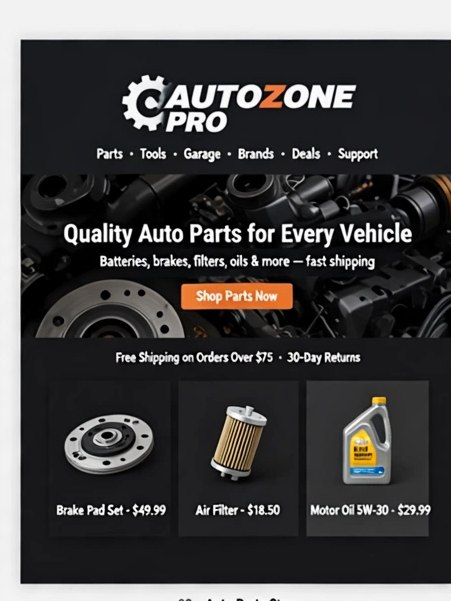 AUTOZONE
PRO
Parts • Tools • Garage • Brands • Deals • Support
Quality Auto Parts for Every Vehicle
Batteries, brakes, filters, oils & more — fast shipping
Shop Parts Now
Free Shipping on Orders Over $75 • 30-Day Returns
Brake Pad Set - $49.99
Air Filter - $18.50
Motor Oil 5W-30 - $29.99